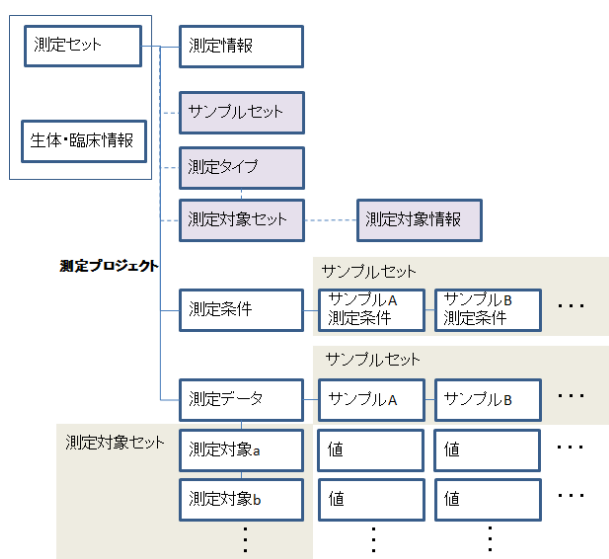 測定セット
測定情報
サンプルセット
生体・臨床情報
測定タイプ
測定対象セット
測定対象情報
測定プロジェクト
サンプルセット
測定条件
サンプルA
測定条件
サンプルB
測定条件
・・・
サンプルセット
測定データ
サンプルA
サンプルB
・・・
測定対象セット
測定対象a
値
値
・・・
測定対象b
値
値
・・・